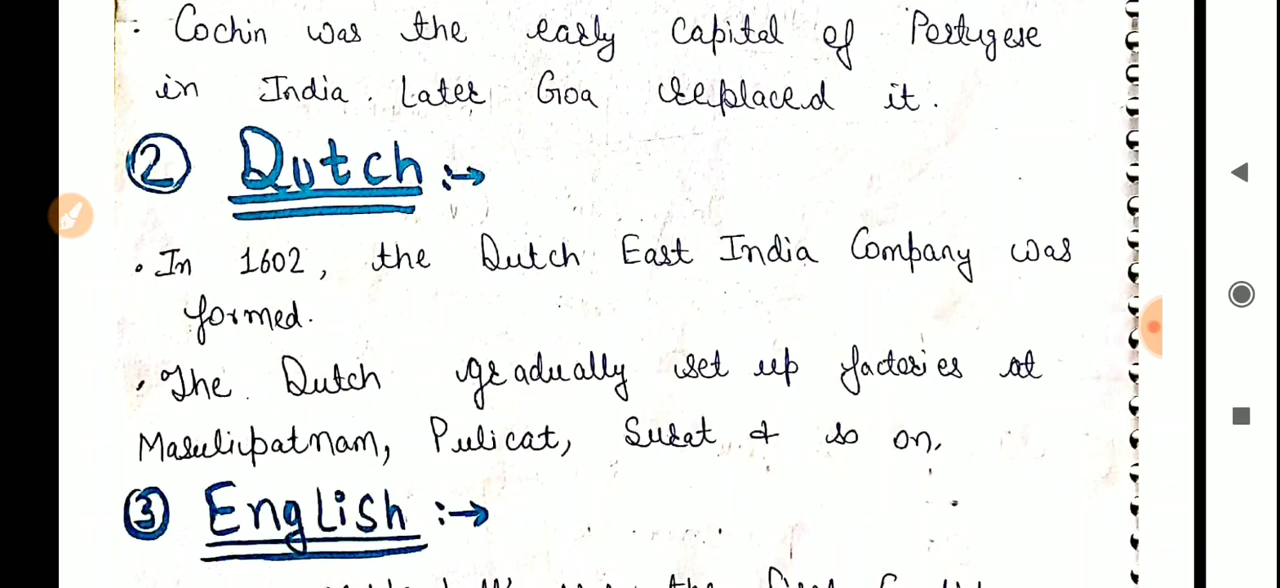 : Cochin was the early Capital of Portugese
in India. Later Goa replaced it.
② Dutch :→
• In 1602, the Dutch East India Company was
formed.
• The Dutch gradually set up factories at
Masulipatnam, Pulicat, Surat & so on.
③ English :→
the